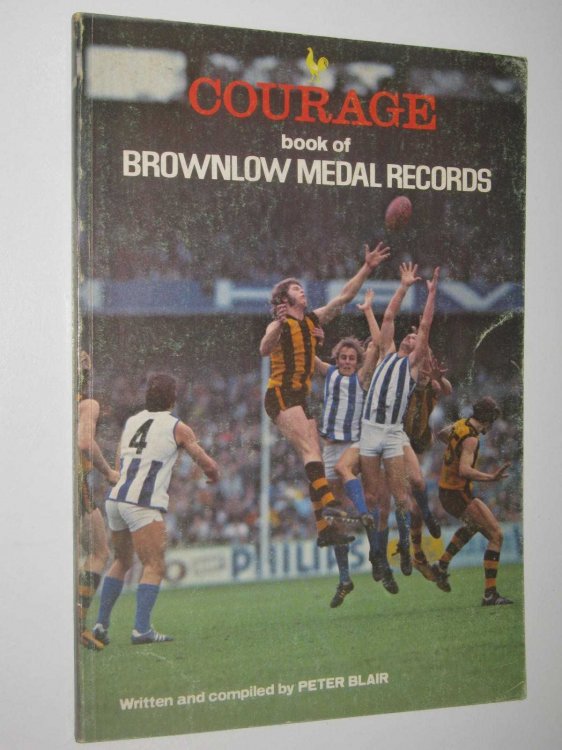 COURAGE
book of
BROWNLOW MEDAL RECORDS
4
PHILIPS
Written and compiled by PETER BLAIR